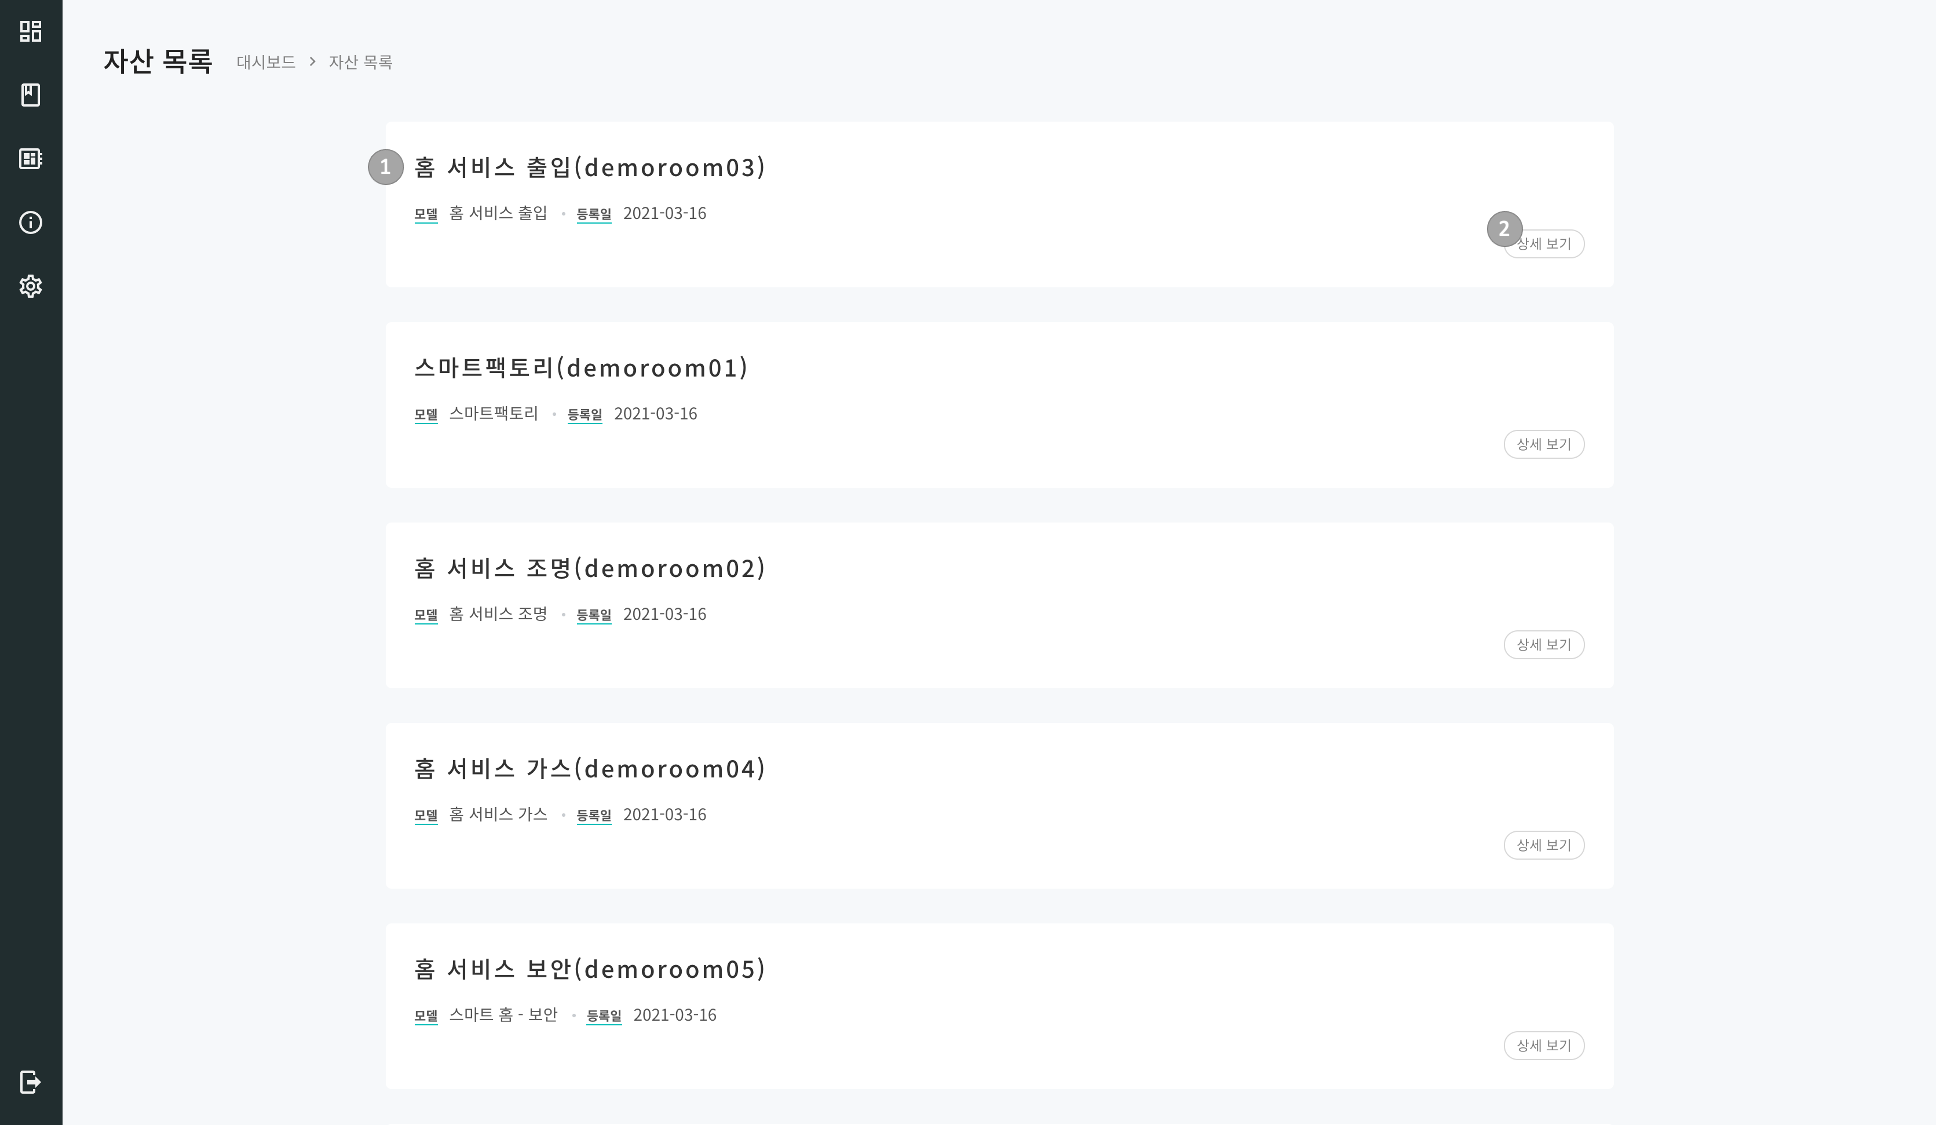 자산 목록 대시보드 > 자산 목록
1 홈 서비스 출입(demoroom03)
모델 홈 서비스 출입 • 등록일 2021-03-16
2 상세 보기
스마트팩토리(demoroom01)
모델 스마트팩토리 • 등록일 2021-03-16
상세 보기
홈 서비스 조명(demoroom02)
모델 홈 서비스 조명 • 등록일 2021-03-16
상세 보기
홈 서비스 가스(demoroom04)
모델 홈 서비스 가스 • 등록일 2021-03-16
상세 보기
홈 서비스 보안(demoroom05)
모델 스마트 홈 - 보안 • 등록일 2021-03-16
상세 보기